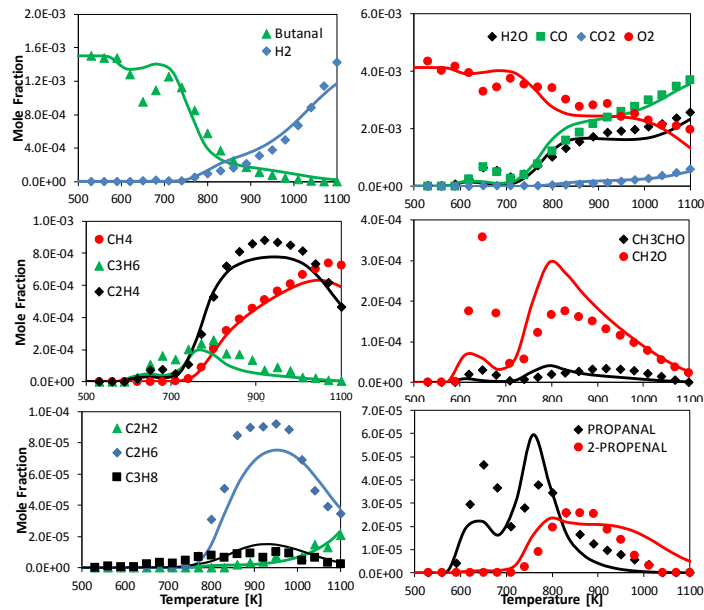 Butanal
H2
1.5E-03
1.2E-03
9.0E-04
6.0E-04
3.0E-04
0.0E+00
500 600 700 800 900 1000 1100
Mole Fraction
H2O CO CO2 O2
6.0E-03
4.0E-03
2.0E-03
0.0E+00
500 600 700 800 900 1000 1100
CH4
C3H6
C2H4
1.0E-03
8.0E-04
6.0E-04
4.0E-04
2.0E-04
0.0E+00
500 700 900 1100
Mole Fraction
CH3CHO
CH2O
4.0E-04
3.0E-04
2.0E-04
1.0E-04
0.0E+00
500 600 700 800 900 1000 1100
C2H2
C2H6
C3H8
1.0E-04
8.0E-05
6.0E-05
4.0E-05
2.0E-05
0.0E+00
500 600 700 800 900 1000 1100
Mole Fraction
Temperature [K]
PROPANAL
2-PROPENAL
7.0E-05
6.0E-05
5.0E-05
4.0E-05
3.0E-05
2.0E-05
1.0E-05
0.0E+00
500 600 700 800 900 1000 1100
Temperature [K]